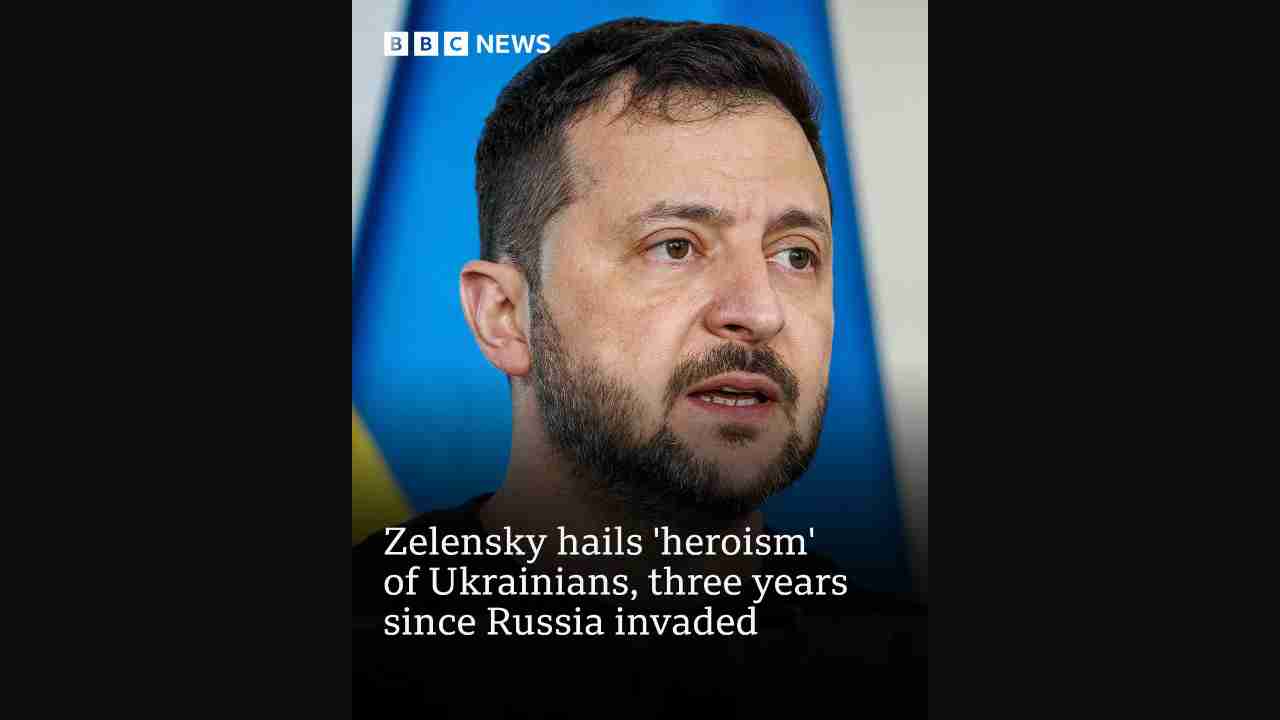 BBC NEWS
Zelensky hails 'heroism'
of Ukrainians, three years
since Russia invaded